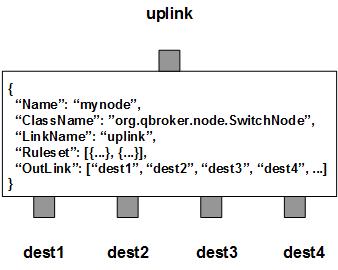 uplink
{
“Name”: “mynode”,
“ClassName”: “org.qbroker.node.SwitchNode”,
“LinkName”: “uplink”,
“Ruleset”: [{...}, {...}],
“OutLink”: [“dest1”, “dest2”, “dest3”, “dest4”, ...]
}
dest1 dest2 dest3 dest4